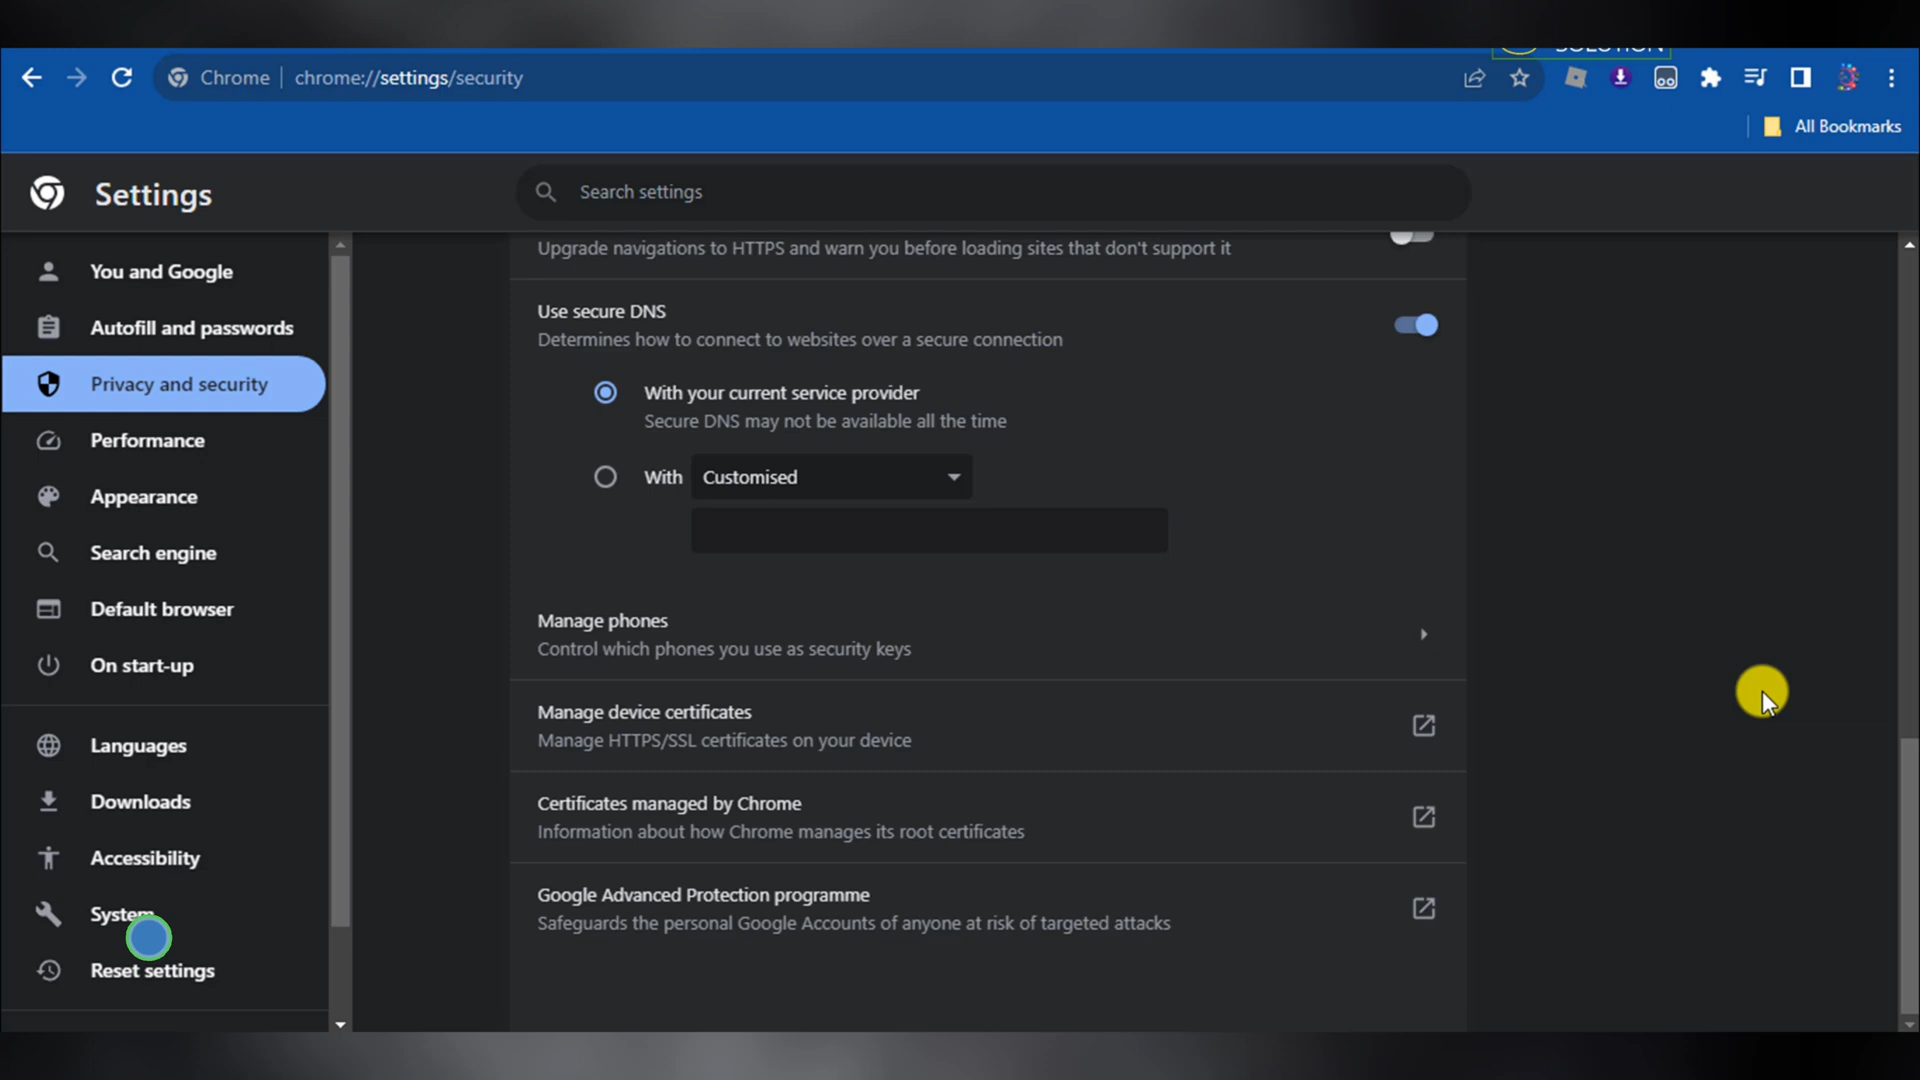 SOLUTION
Chrome
chrome://settings/security
All Bookmarks
Settings
Search settings
You and Google
Autofill and passwords
Privacy and security
Performance
Appearance
Search engine
Default browser
On start-up
Languages
Downloads
Accessibility
System
Reset settings
Upgrade navigations to HTTPS and warn you before loading sites that don't support it
Use secure DNS
Determines how to connect to websites over a secure connection
With your current service provider
Secure DNS may not be available all the time
With Customised
Manage phones
Control which phones you use as security keys
Manage device certificates
Manage HTTPS/SSL certificates on your device
Certificates managed by Chrome
Information about how Chrome manages its root certificates
Google Advanced Protection programme
Safeguards the personal Google Accounts of anyone at risk of targeted attacks